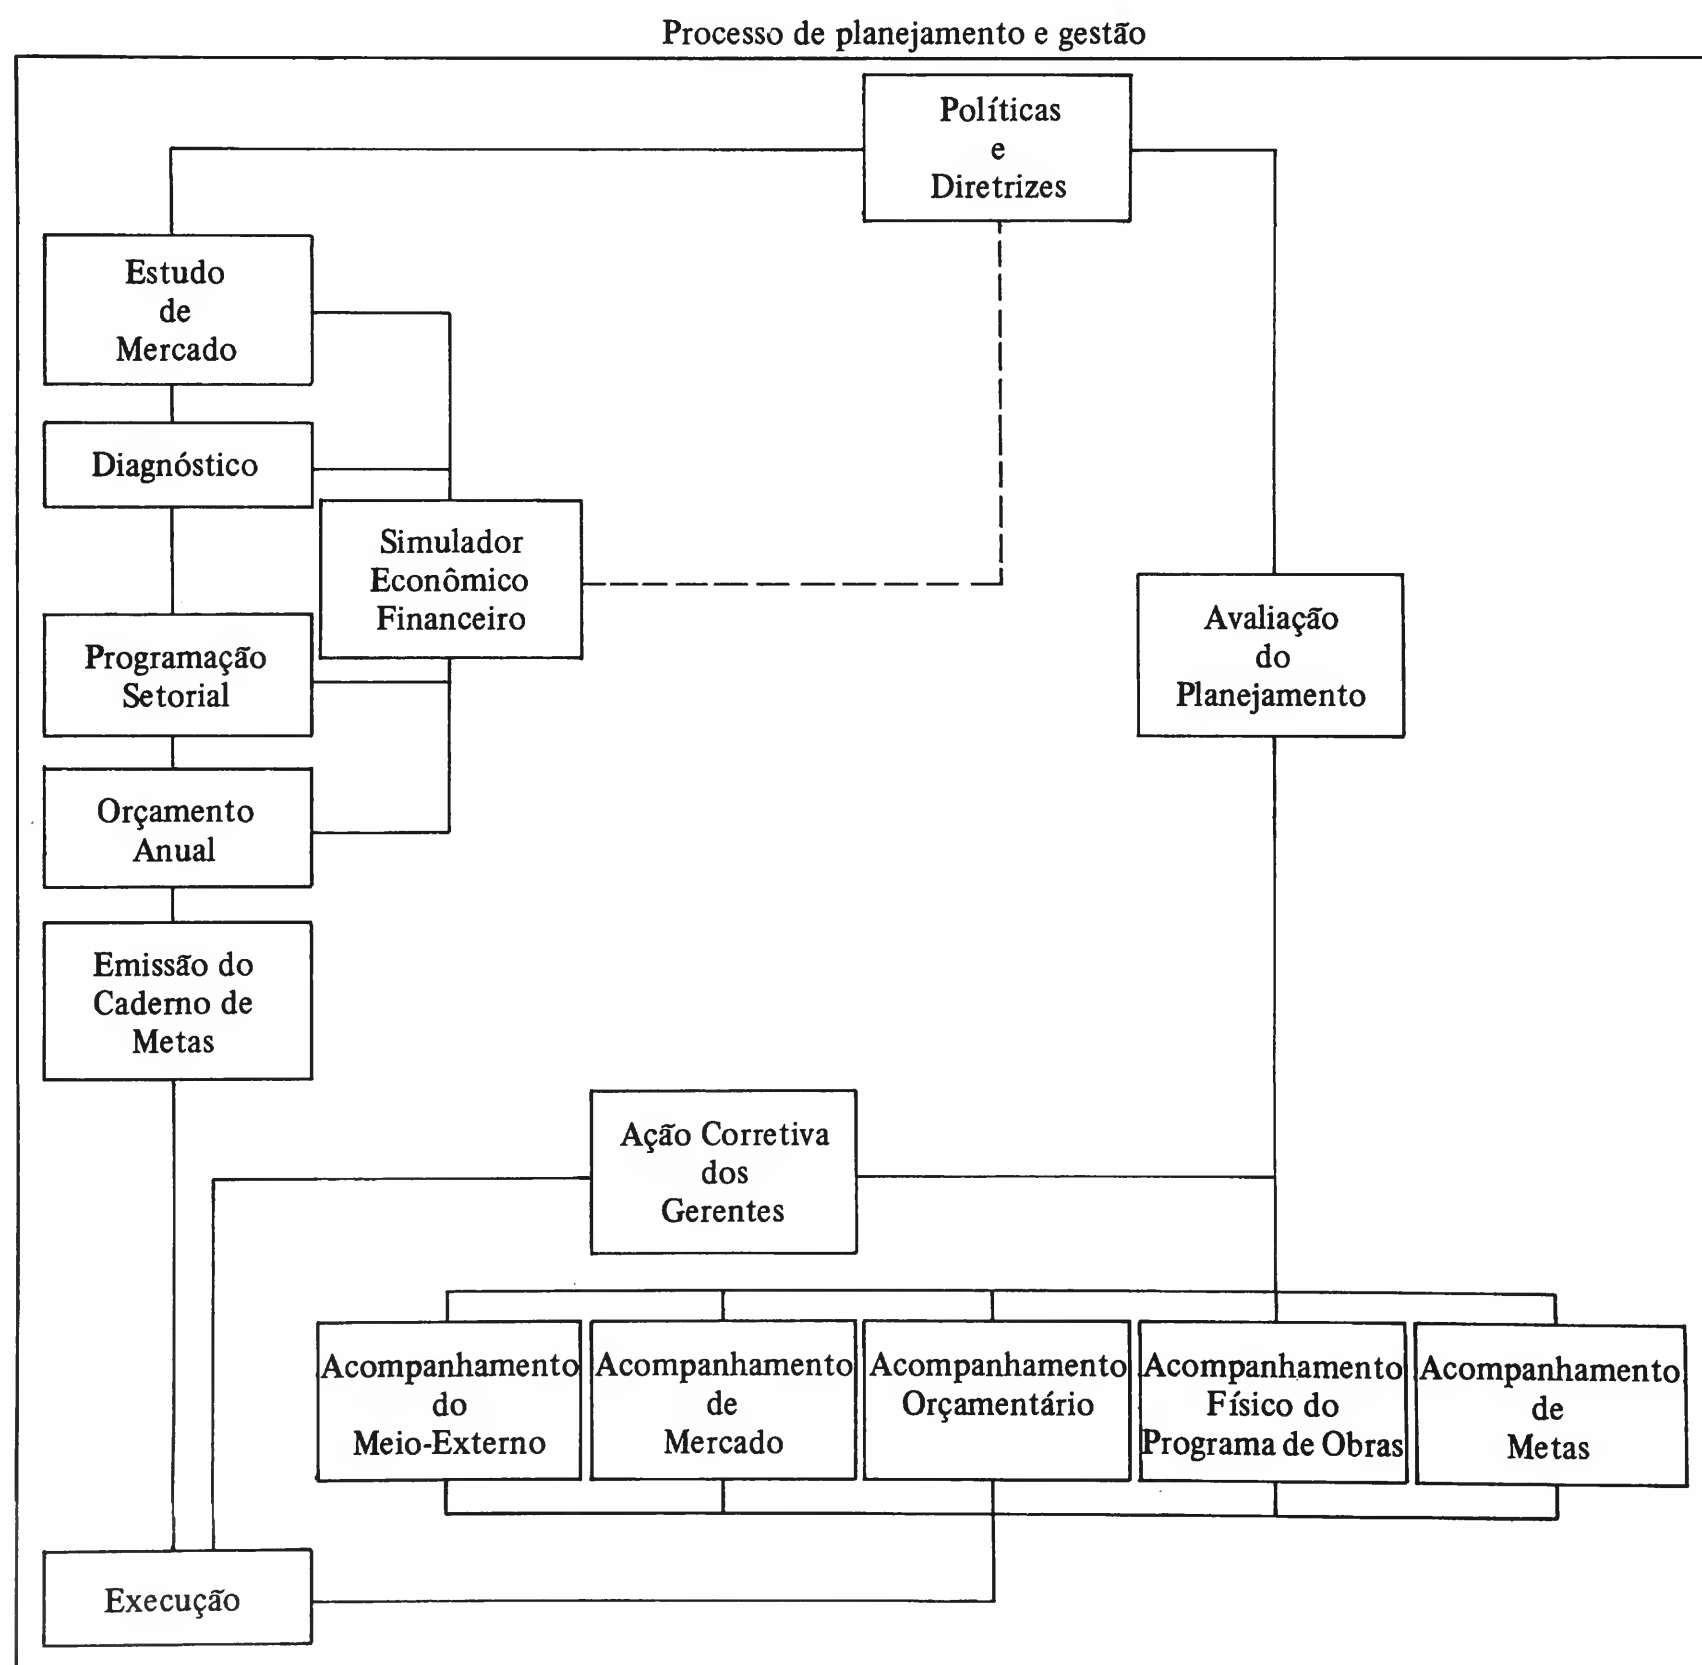 Processo de planejamento e gestão
Políticas
e
Diretrizes
Estudo
de
Mercado
Diagnóstico
Simulador
Econômico
Financeiro
Programação
Setorial
Avaliação
do
Planejamento
Orçamento
Anual
Emissão do
Caderno de
Metas
Ação Corretiva
dos
Gerentes
Acompanhamento
do
Meio-Externo
Acompanhamento
de
Mercado
Acompanhamento
Orçamentário
Acompanhamento
Físico do
Programa de Obras
Acompanhamento
de
Metas
Execução